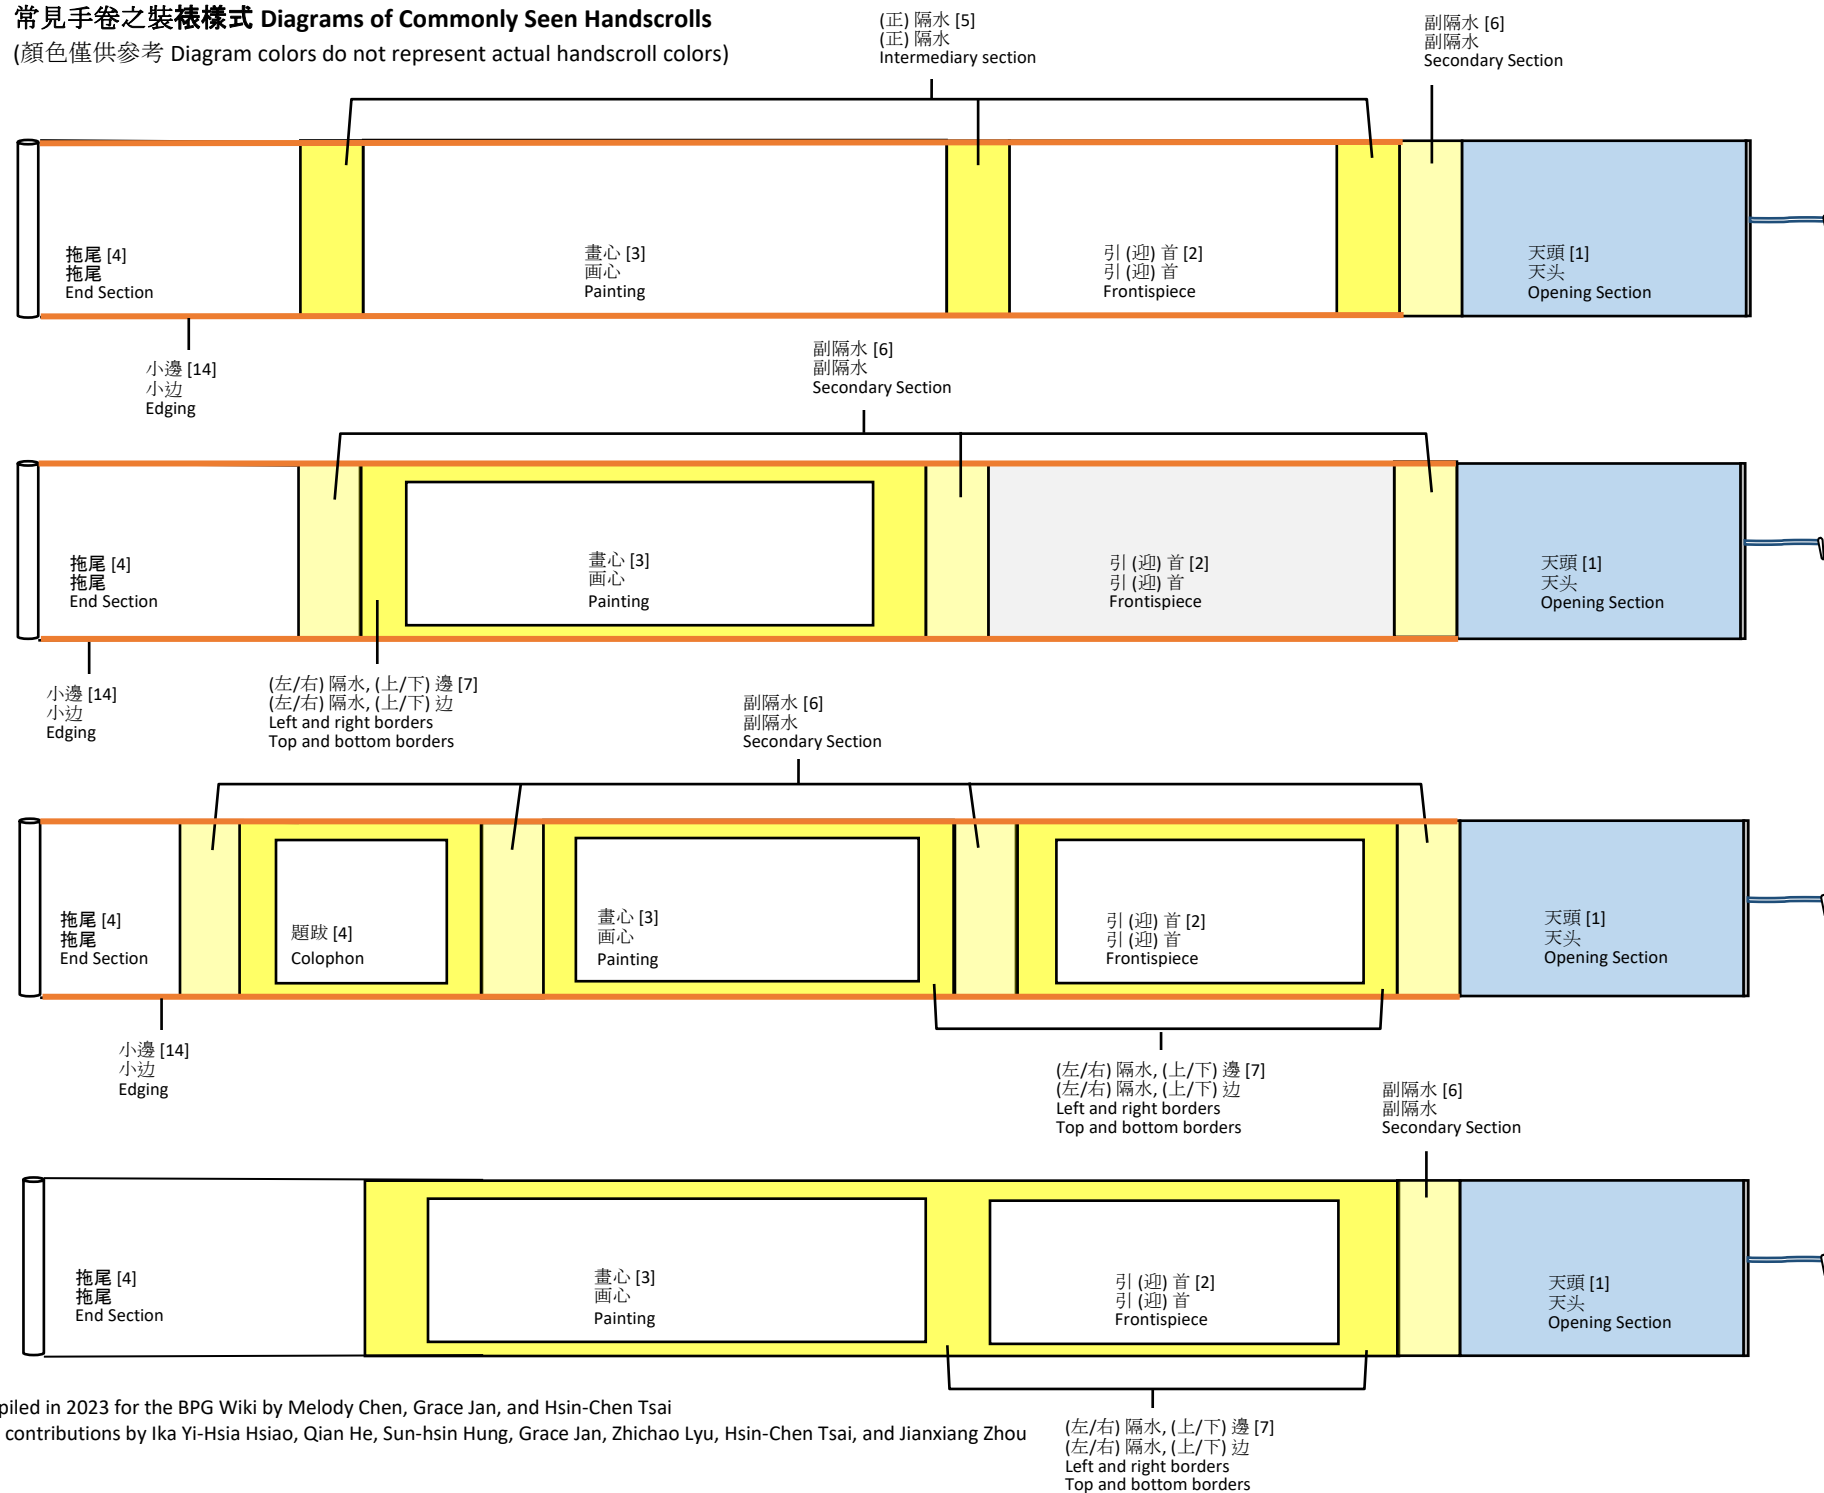 常見手卷之裝裱樣式 Diagrams of Commonly Seen Handscrolls
(顏色僅供參考 Diagram colors do not represent actual handscroll colors)
(正) 隔水 [5]
(正) 隔水
Intermediary section
副隔水 [6]
副隔水
Secondary Section
拖尾 [4]
拖尾
End Section
畫心 [3]
画心
Painting
引 (迎) 首 [2]
引 (迎) 首
Frontispiece
天頭 [1]
天头
Opening Section
小邊 [14]
小边
Edging
副隔水 [6]
副隔水
Secondary Section
拖尾 [4]
拖尾
End Section
畫心 [3]
画心
Painting
引 (迎) 首 [2]
引 (迎) 首
Frontispiece
天頭 [1]
天头
Opening Section
小邊 [14]
小边
Edging
(左/右) 隔水, (上/下) 邊 [7]
(左/右) 隔水, (上/下) 边
Left and right borders
Top and bottom borders
副隔水 [6]
副隔水
Secondary Section
拖尾 [4]
拖尾
End Section
題跋 [4]
Colophon
畫心 [3]
画心
Painting
引 (迎) 首 [2]
引 (迎) 首
Frontispiece
天頭 [1]
天头
Opening Section
小邊 [14]
小边
Edging
(左/右) 隔水, (上/下) 邊 [7]
(左/右) 隔水, (上/下) 边
Left and right borders
Top and bottom borders
副隔水 [6]
副隔水
Secondary Section
拖尾 [4]
拖尾
End Section
畫心 [3]
画心
Painting
引 (迎) 首 [2]
引 (迎) 首
Frontispiece
天頭 [1]
天头
Opening Section
piled in 2023 for the BPG Wiki by Melody Chen, Grace Jan, and Hsin-Chen Tsai
contributions by Ika Yi-Hsia Hsiao, Qian He, Sun-hsin Hung, Grace Jan, Zhichao Lyu, Hsin-Chen Tsai, and Jianxiang Zhou
(左/右) 隔水, (上/下) 邊 [7]
(左/右) 隔水, (上/下) 边
Left and right borders
Top and bottom borders